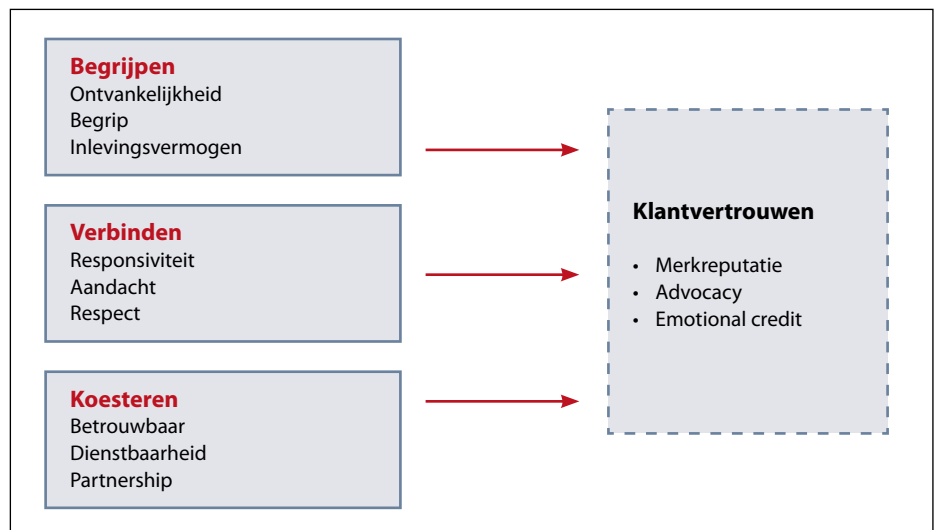 Begrijpen
Ontvankelijkheid
Begrip
Inlevingsvermogen
Verbinden
Responsiviteit
Aandacht
Respect
Koesteren
Betrouwbaar
Dienstbaarheid
Partnership
Klantvertrouwen
• Merkreputatie
• Advocacy
• Emotional credit